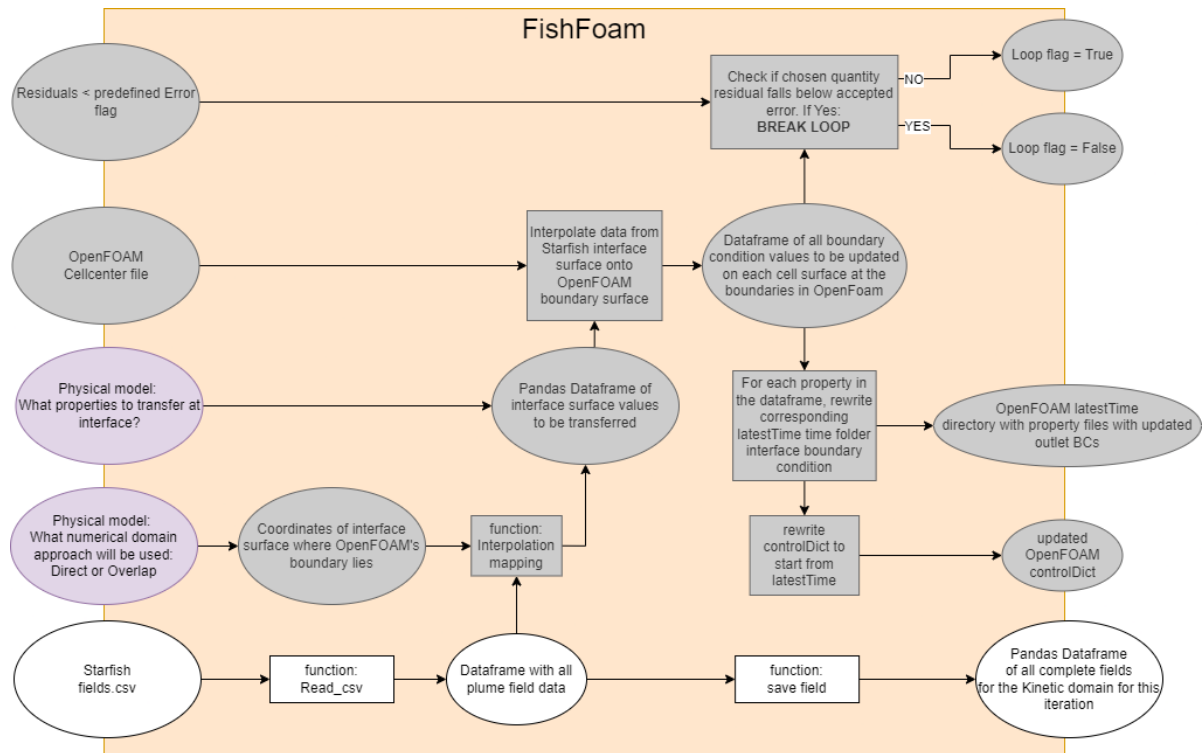 FishFoam
Residuals < predefined Error
flag
Check if chosen quantity
residual falls below accepted
error. If Yes:
BREAK LOOP
NO
YES
Loop flag = True
Loop flag = False
OpenFOAM
Cellcenter file
Interpolate data from
Starfish interface
surface onto
OpenFOAM
boundary surface
Dataframe of all boundary
condition values to be updated
on each cell surface at the
boundaries in OpenFoam
Physical model:
What properties to transfer at
interface?
Pandas Dataframe of
interface surface values
to be transferred
For each property in
the dataframe, rewrite
corresponding
latestTime time folder
interface boundary
condition
OpenFOAM latestTime
directory with property files with updated
outlet BCs
Physical model:
What numerical domain
approach will be used:
Direct or Overlap
Coordinates of interface
surface where OpenFOAM's
boundary lies
function:
Interpolation
mapping
rewrite
controlDict to
start from
latestTime
updated
OpenFOAM
controlDict
Starfish
fields.csv
function:
Read_csv
Dataframe with all
plume field data
function:
save field
Pandas Dataframe
of all complete fields
for the Kinetic domain for this
iteration